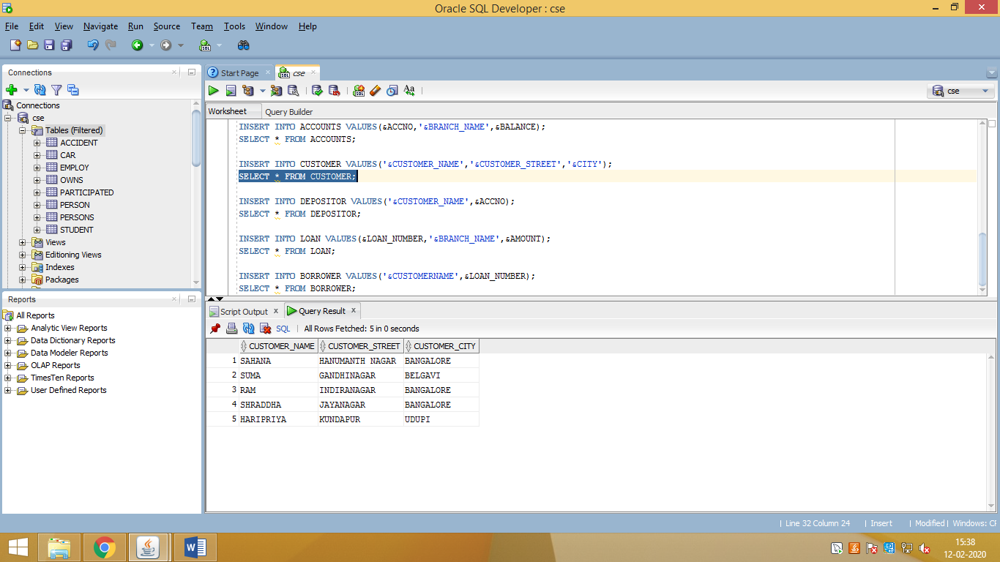 Oracle SQL Developer : cse
File Edit View Navigate Run Source Team Tools Window Help
Connections
Connections
cse
Tables (Filtered)
ACCIDENT
CAR
EMPLOY
OWNS
PARTICIPATED
PERSON
PERSONS
STUDENT
Views
Editioning Views
Indexes
Packages
Reports
All Reports
Analytic View Reports
Data Dictionary Reports
Data Modeler Reports
OLAP Reports
TimesTen Reports
User Defined Reports
Start Page cse
cse
Worksheet Query Builder
INSERT INTO ACCOUNTS VALUES(&ACCNO,'&BRANCH_NAME',&BALANCE);
SELECT * FROM ACCOUNTS;
INSERT INTO CUSTOMER VALUES('&CUSTOMER_NAME','&CUSTOMER_STREET','&CITY');
SELECT * FROM CUSTOMER;
INSERT INTO DEPOSITOR VALUES('&CUSTOMER_NAME',&ACCNO);
SELECT * FROM DEPOSITOR;
INSERT INTO LOAN VALUES(&LOAN_NUMBER,'&BRANCH_NAME',&AMOUNT);
SELECT * FROM LOAN;
INSERT INTO BORROWER VALUES('&CUSTOMERNAME',&LOAN_NUMBER);
SELECT * FROM BORROWER;
Script Output Query Result
SQL | All Rows Fetched: 5 in 0 seconds
CUSTOMER_NAME CUSTOMER_STREET CUSTOMER_CITY
1 SAHANA HANUMANTH NAGAR BANGALORE
2 SUMA GANDHINAGAR BELGAVI
3 RAM INDIRANAGAR BANGALORE
4 SHRADDHA JAYANAGAR BANGALORE
5 HARIPRIYA KUNDAPUR UDUPI
| Line 32 Column 24 | Insert | Modified | Windows: CF
15:38
12-02-2020